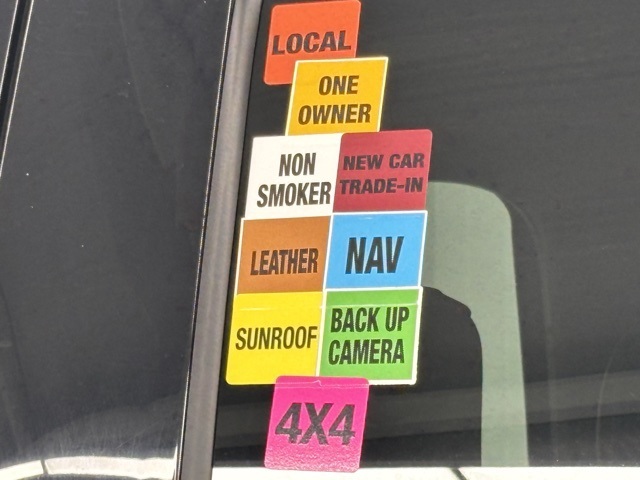 LOCAL
ONE
OWNER
NON
SMOKER
NEW CAR
TRADE-IN
LEATHER
NAV
SUNROOF
BACK UP
CAMERA
4X4